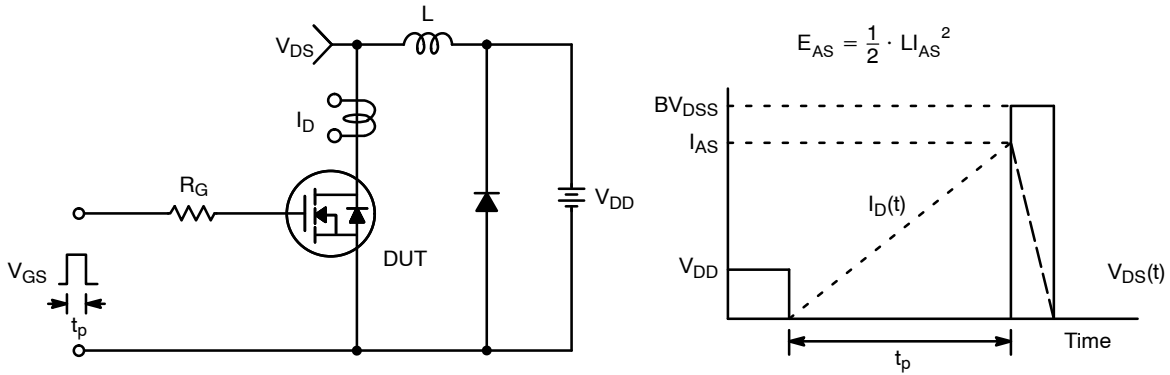 L
V_DS
I_D
R_G
V_DD
DUT
V_GS
t_p
E_AS = 1/2 · LI_AS^2
BV_DSS
I_AS
I_D(t)
V_DD
V_DS(t)
Time
t_p